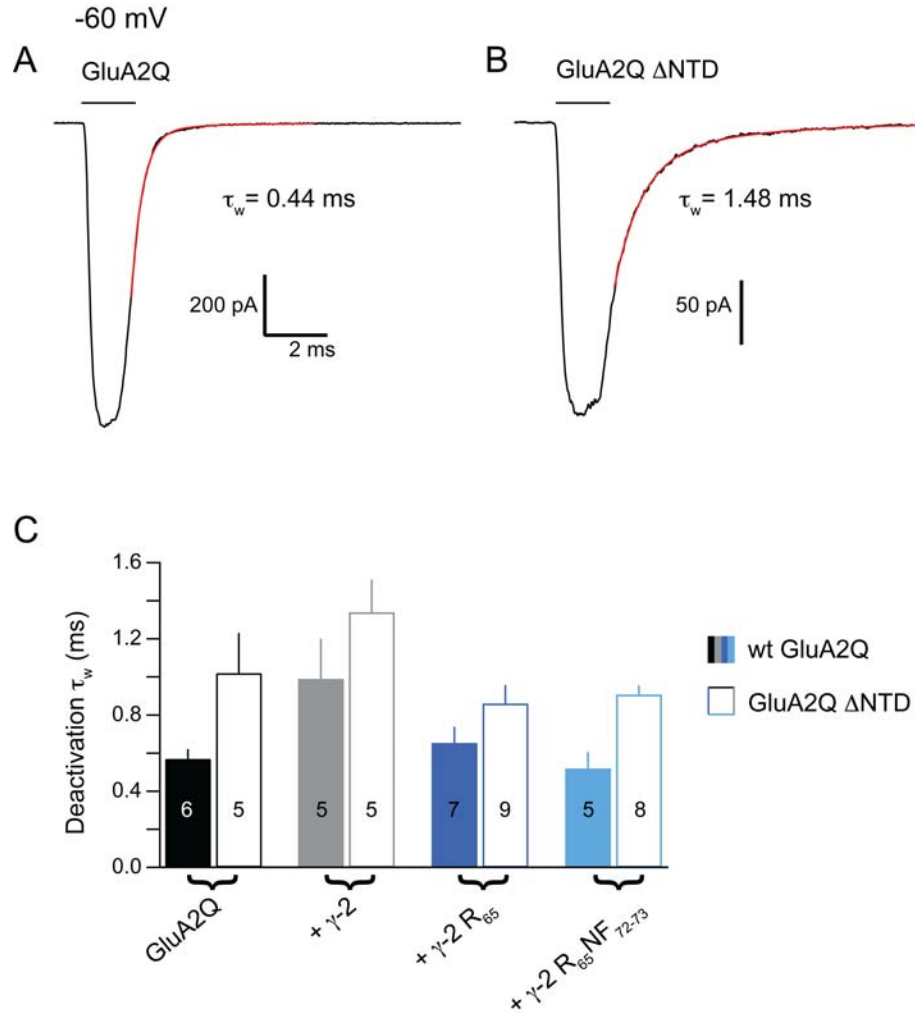 -60 mV
A
GluA2Q
τw= 0.44 ms
200 pA
2 ms
B
GluA2Q ΔNTD
τw= 1.48 ms
50 pA
C
Deactivation τw (ms)
1.6
1.2
0.8
0.4
0.0
6
5
5
5
7
9
5
8
GluA2Q
+ γ-2
+ γ-2 R65
+ γ-2 R65NF72-73
wt GluA2Q
GluA2Q ΔNTD